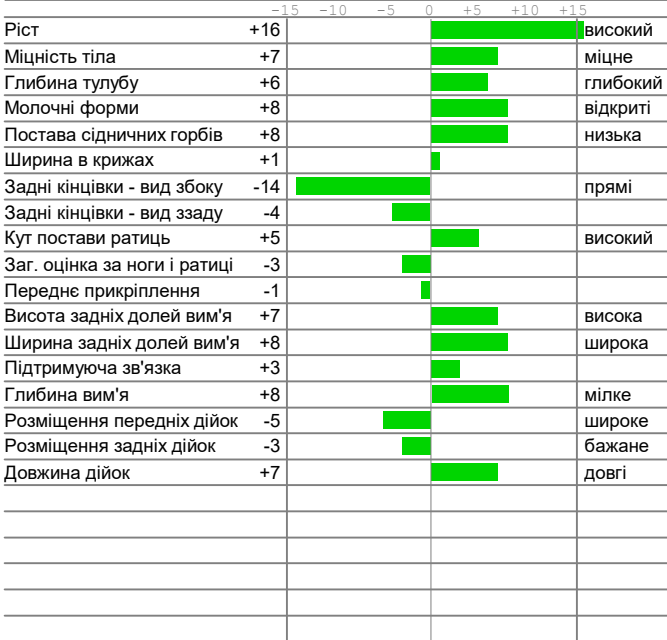 -15 -10 -5 0 +5 +10 +15
Ріст +16 високий
Міцність тіла +7 міцне
Глибина тулубу +6 глибокий
Молочні форми +8 відкриті
Постава сідничних горбів +8 низька
Ширина в крижах +1
Задні кінцівки - вид збоку -14 прямі
Задні кінцівки - вид ззаду -4
Кут постави ратиць +5 високий
Заг. оцінка за ноги і ратиці -3
Переднє прикріплення -1
Висота задніх долей вим'я +7 висока
Ширина задніх долей вим'я +8 широка
Підтримуюча зв'язка +3
Глибина вим'я +8 мілке
Розміщення передніх дійок -5 широке
Розміщення задніх дійок -3 бажане
Довжина дійок +7 довгі